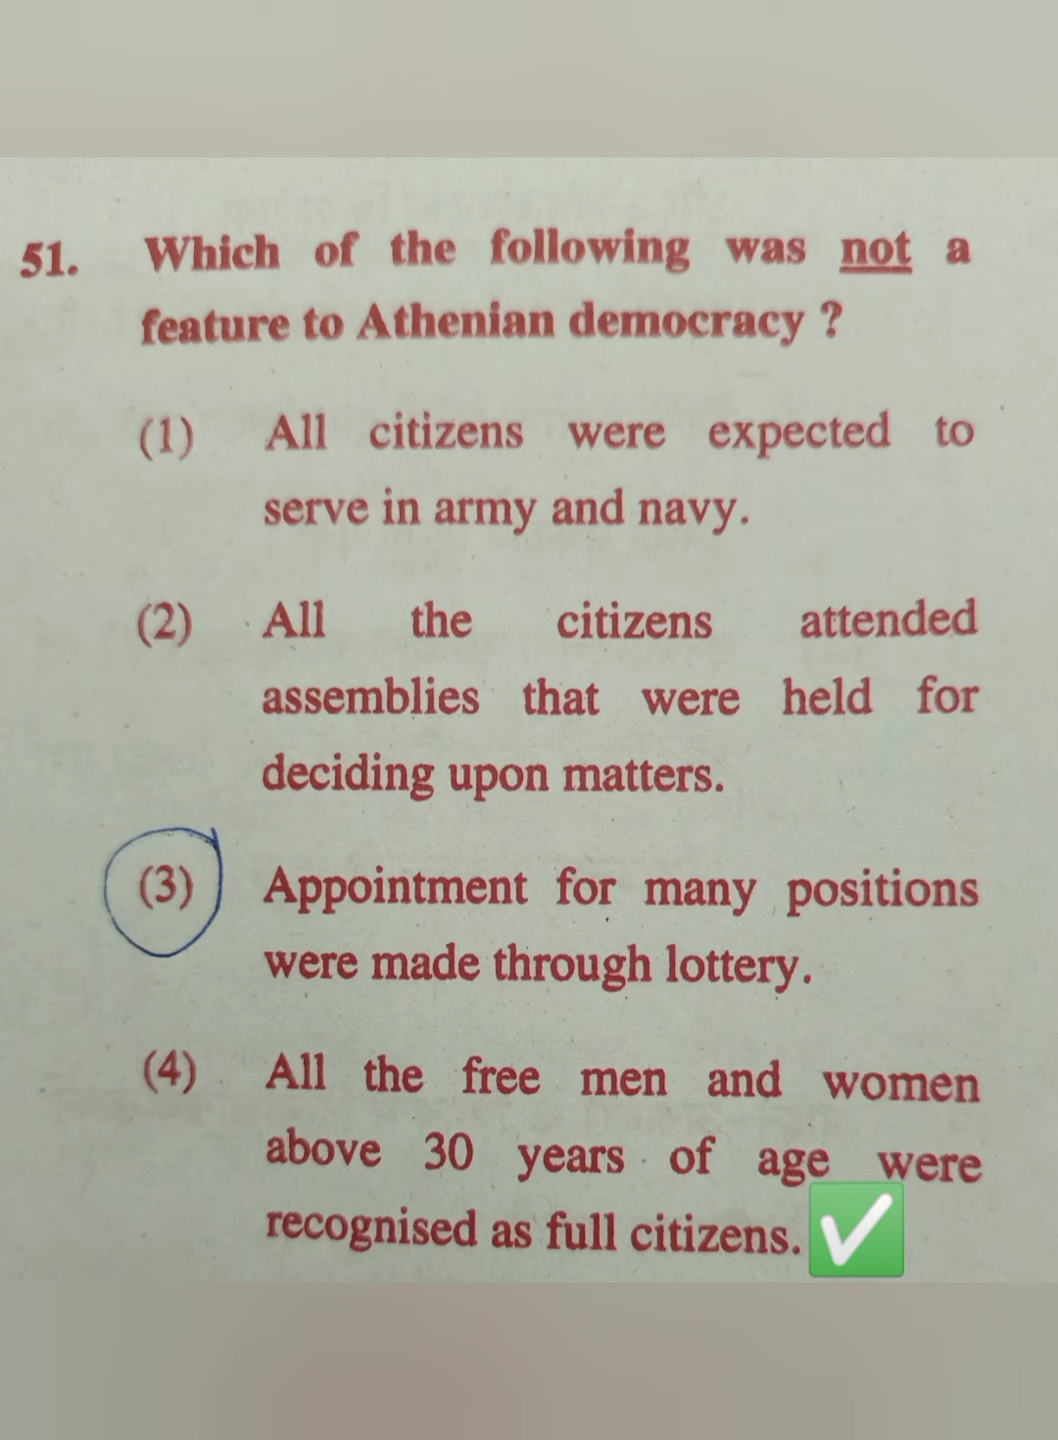 51. Which of the following was not a
feature to Athenian democracy ?
(1) All citizens were expected to
serve in army and navy.
(2) All the citizens attended
assemblies that were held for
deciding upon matters.
(3) Appointment for many positions
were made through lottery.
(4) All the free men and women
above 30 years of age were
recognised as full citizens.